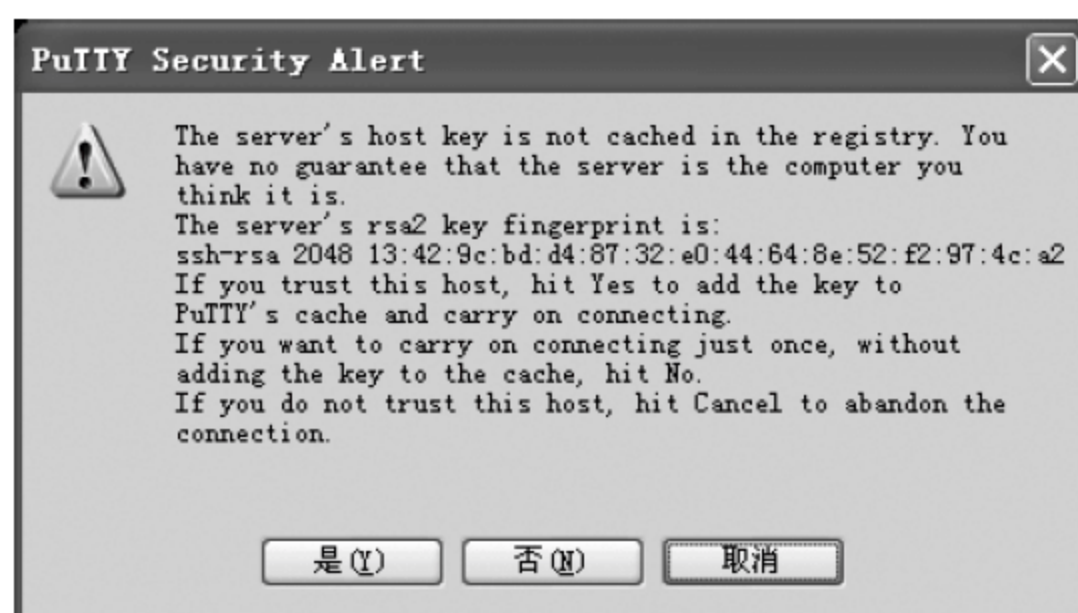 PuTTY Security Alert
The server's host key is not cached in the registry. You
have no guarantee that the server is the computer you
think it is.
The server's rsa2 key fingerprint is:
ssh-rsa 2048 13:42:9c:bd:d4:87:32:e0:44:64:8e:52:f2:97:4c:a2
If you trust this host, hit Yes to add the key to
PuTTY's cache and carry on connecting.
If you want to carry on connecting just once, without
adding the key to the cache, hit No.
If you do not trust this host, hit Cancel to abandon the
connection.
是(Y) 否(N) 取消